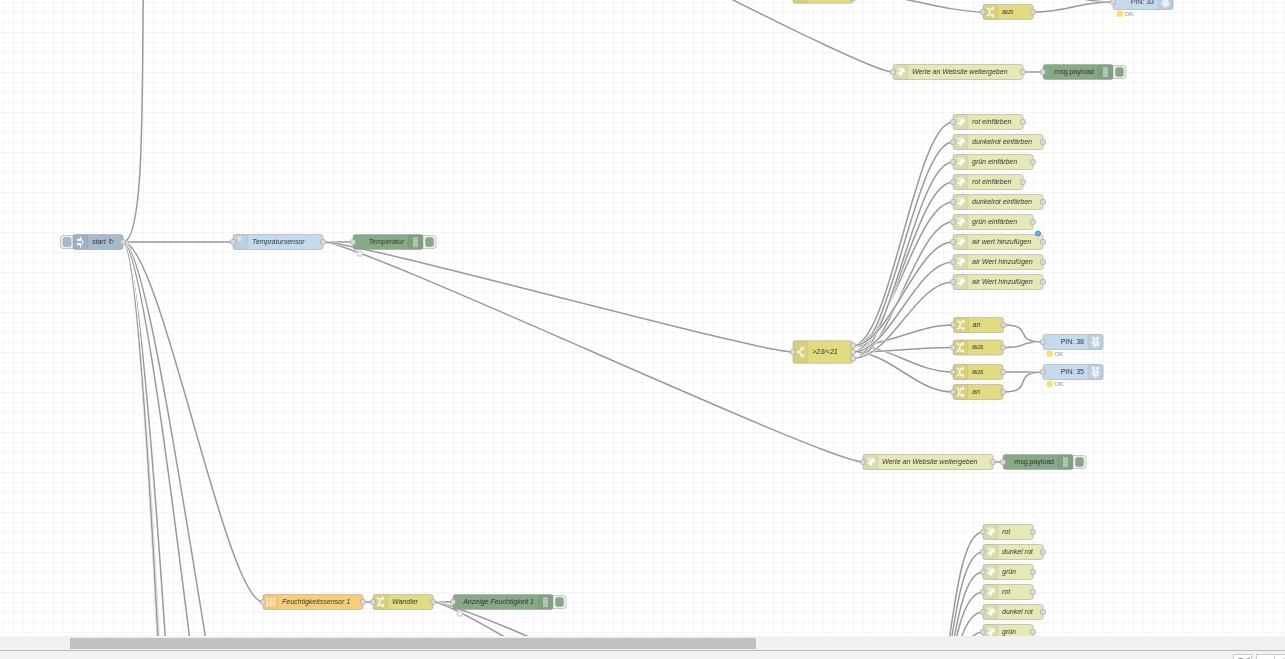 PIN: 33
aus
OK
Werte an Website weitergeben
msg.payload
rot einfärben
dunkelrot einfärben
grün einfärben
rot einfärben
dunkelrot einfärben
grün einfärben
start ↻
Tempratursensor
Temperatur
air wert hinzufügen
air Wert hinzufügen
air Wert hinzufügen
an
PIN: 38
aus
>23/<21
OK
aus
PIN: 35
OK
an
Werte an Website weitergeben
msg.payload
rot
dunkel rot
grün
rot
Feuchtigkeitssensor 1
Wandler
Anzeige Feuchtigkeit 1
dunkel rot
grün